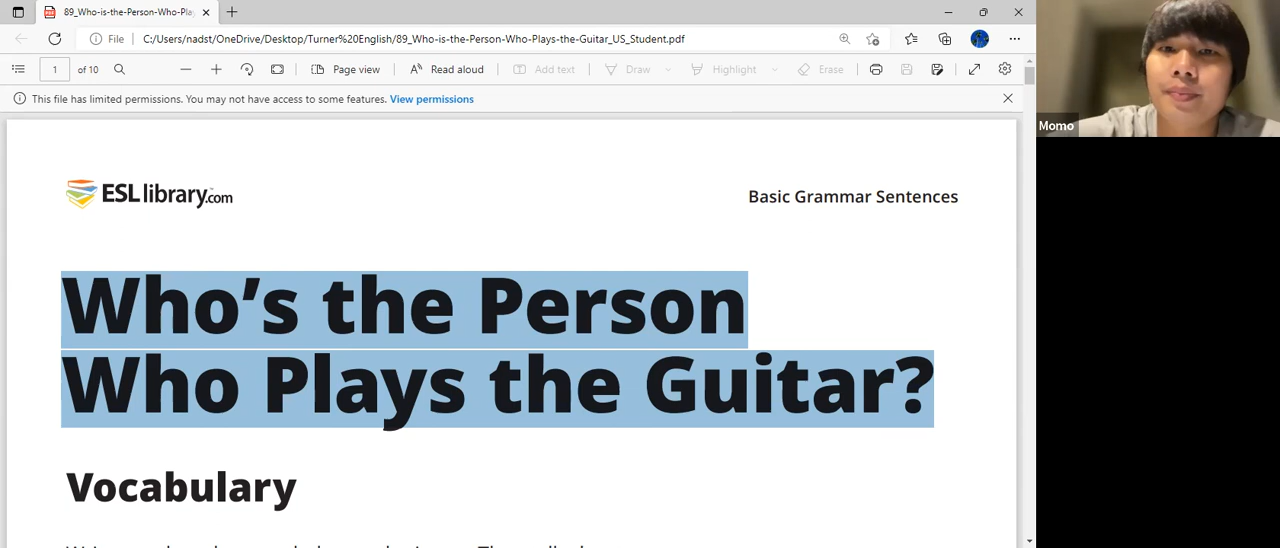 89_Who-is-the-Person-Who-Pla
File
C:/Users/nadst/OneDrive/Desktop/Turner%20English/89_Who-is-the-Person-Who-Plays-the-Guitar_US_Student.pdf
1 of 10
Page view
Read aloud
Add text
Draw
Highlight
Erase
This file has limited permissions. You may not have access to some features. View permissions
Momo
ESL library.com
Basic Grammar Sentences
Who's the Person
Who Plays the Guitar?
Vocabulary